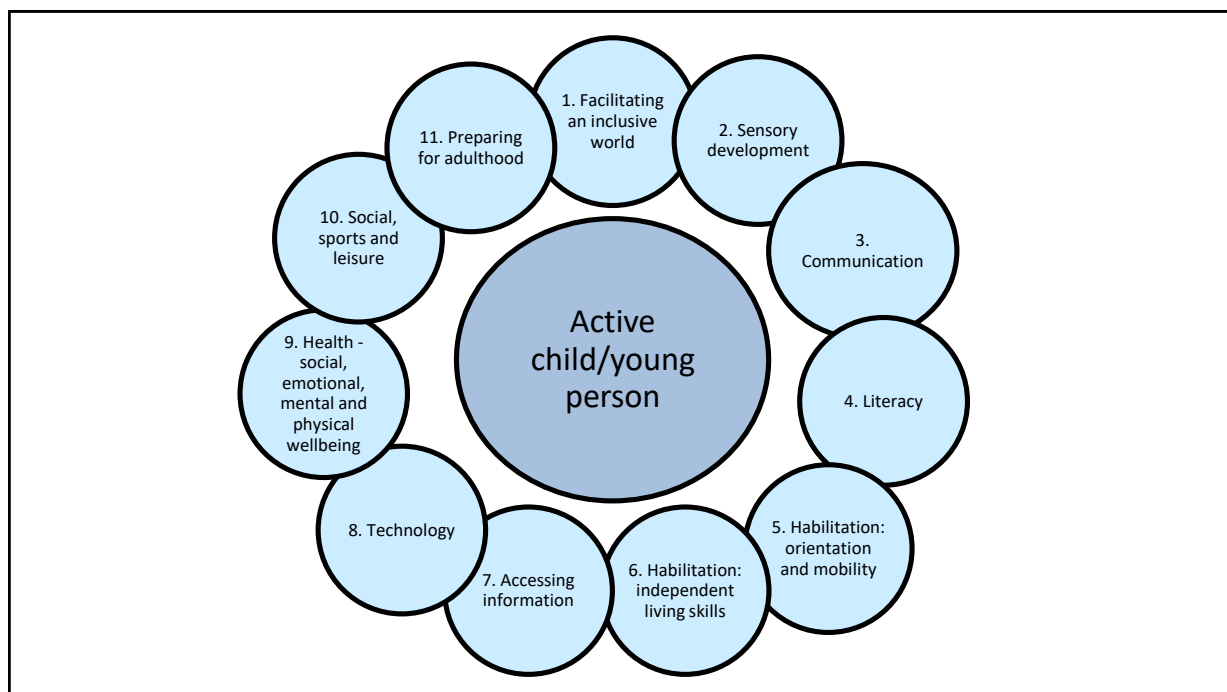 1. Facilitating
an inclusive
world
2. Sensory
development
3.
Communication
4. Literacy
5. Habilitation:
orientation
and mobility
6. Habilitation:
independent
living skills
7. Accessing
information
8. Technology
9. Health -
social,
emotional,
mental and
physical
wellbeing
10. Social,
sports and
leisure
11. Preparing
for adulthood
Active
child/young
person